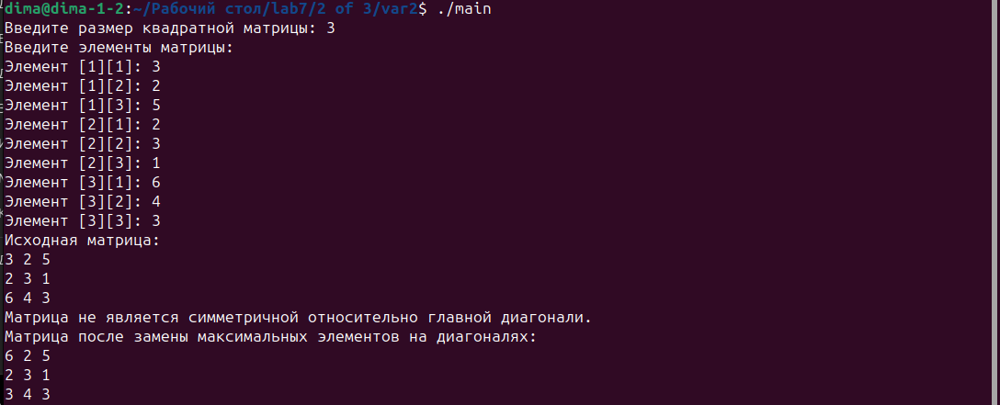 dima@dima-1-2:~/Рабочий стол/lab7/2 of 3/var2$ ./main
Введите размер квадратной матрицы: 3
Введите элементы матрицы:
Элемент [1][1]: 3
Элемент [1][2]: 2
Элемент [1][3]: 5
Элемент [2][1]: 2
Элемент [2][2]: 3
Элемент [2][3]: 1
Элемент [3][1]: 6
Элемент [3][2]: 4
Элемент [3][3]: 3
Исходная матрица:
3 2 5
2 3 1
6 4 3
Матрица не является симметричной относительно главной диагонали.
Матрица после замены максимальных элементов на диагоналях:
6 2 5
2 3 1
3 4 3